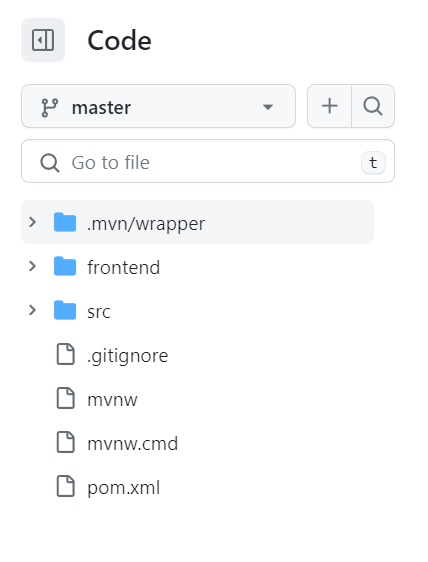 Code
master
Go to file t
.mvn/wrapper
frontend
src
.gitignore
mvnw
mvnw.cmd
pom.xml